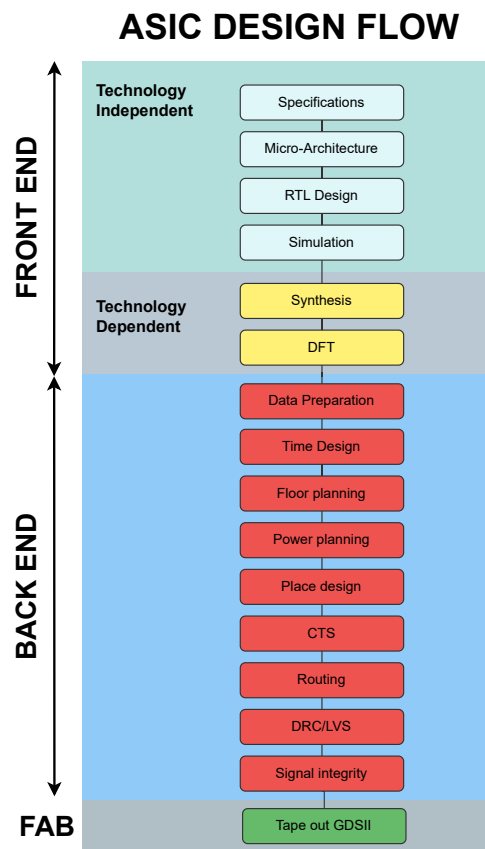 ASIC DESIGN FLOW
FRONT END
Technology
Independent
Specifications
Micro-Architecture
RTL Design
Simulation
Technology
Dependent
Synthesis
DFT
BACK END
Data Preparation
Time Design
Floor planning
Power planning
Place design
CTS
Routing
DRC/LVS
Signal integrity
FAB
Tape out GDSII